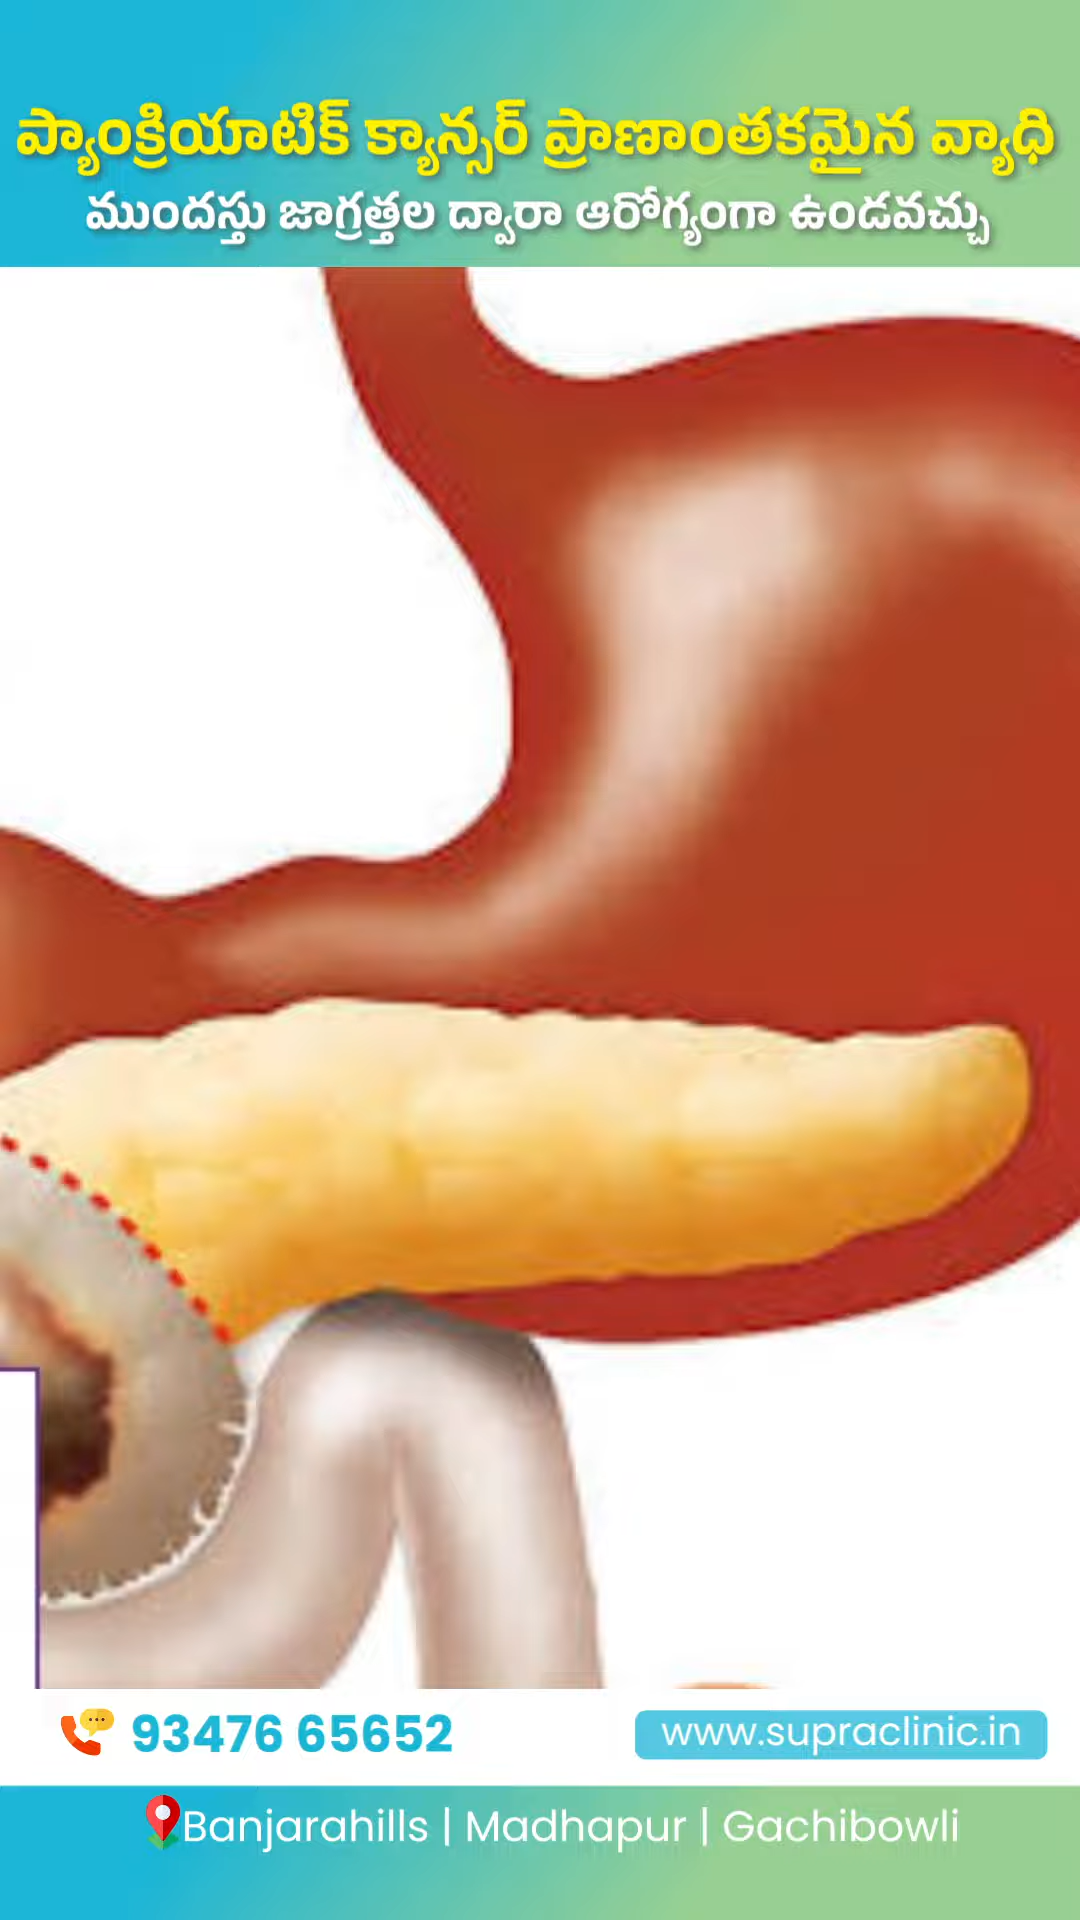 ప్యాంక్రియాటిక్ క్యాన్సర్ ప్రాణాంతకమైన వ్యాధి
ముందస్తు జాగ్రత్తల ద్వారా ఆరోగ్యంగా ఉండవచ్చు
93476 65652
www.supraclinic.in
Banjarahills | Madhapur | Gachibowli